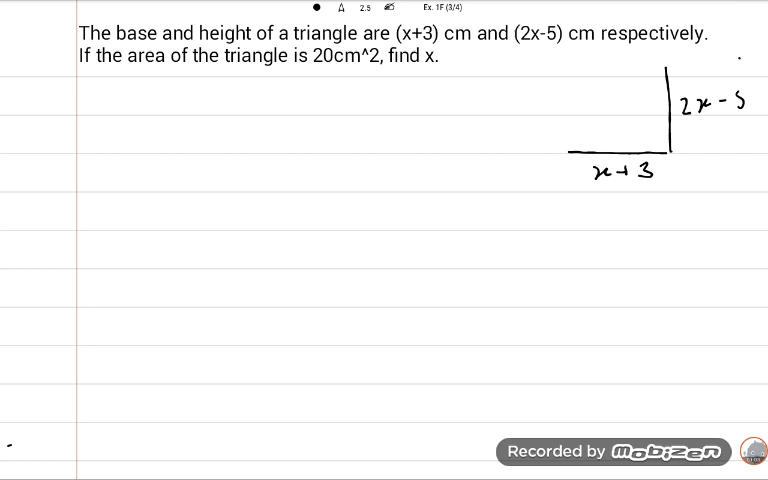 A 2.5 Ex. 1F (3/4)
The base and height of a triangle are (x+3) cm and (2x-5) cm respectively.
If the area of the triangle is 20cm^2, find x.
2x - 5
x + 3
Recorded by mobizen